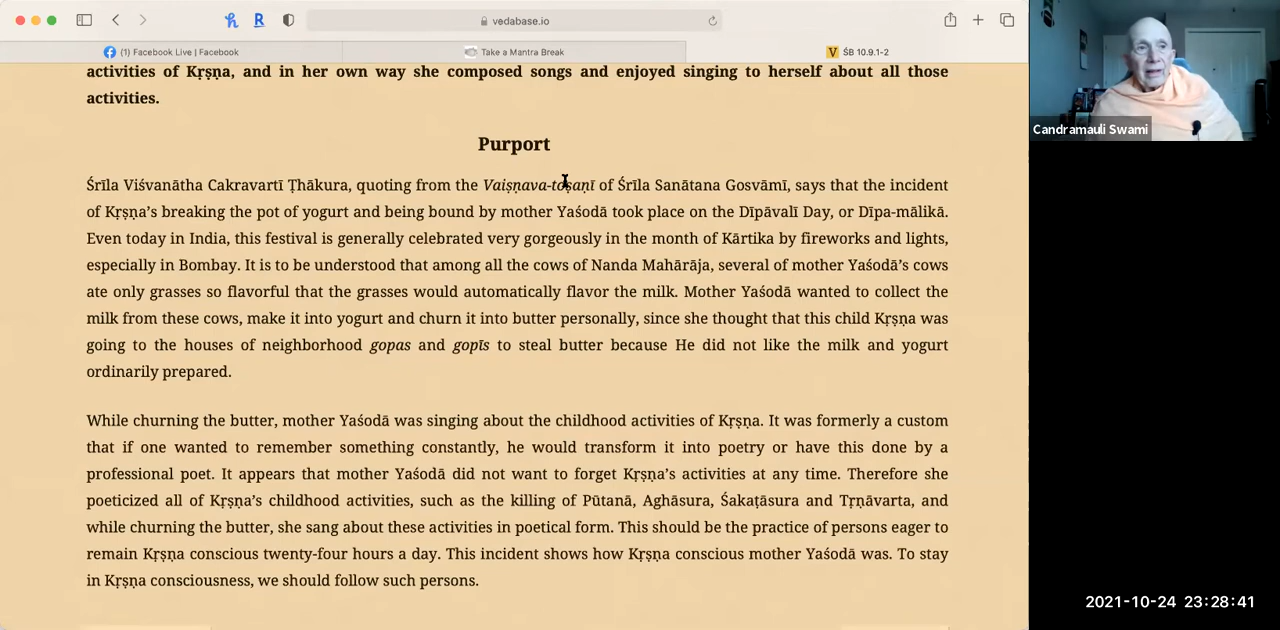 vedabase.io
(1) Facebook Live | Facebook
Take a Mantra Break
ŚB 10.9.1-2
activities of Kṛṣṇa, and in her own way she composed songs and enjoyed singing to herself about all those
activities.
Purport
Śrīla Viśvanātha Cakravartī Ṭhākura, quoting from the Vaiṣṇava-toṣaṇī of Śrīla Sanātana Gosvāmī, says that the incident
of Kṛṣṇa’s breaking the pot of yogurt and being bound by mother Yaśodā took place on the Dīpāvalī Day, or Dīpa-mālikā.
Even today in India, this festival is generally celebrated very gorgeously in the month of Kārtika by fireworks and lights,
especially in Bombay. It is to be understood that among all the cows of Nanda Mahārāja, several of mother Yaśodā’s cows
ate only grasses so flavorful that the grasses would automatically flavor the milk. Mother Yaśodā wanted to collect the
milk from these cows, make it into yogurt and churn it into butter personally, since she thought that this child Kṛṣṇa was
going to the houses of neighborhood gopas and gopīs to steal butter because He did not like the milk and yogurt
ordinarily prepared.
While churning the butter, mother Yaśodā was singing about the childhood activities of Kṛṣṇa. It was formerly a custom
that if one wanted to remember something constantly, he would transform it into poetry or have this done by a
professional poet. It appears that mother Yaśodā did not want to forget Kṛṣṇa’s activities at any time. Therefore she
poeticized all of Kṛṣṇa’s childhood activities, such as the killing of Pūtanā, Aghāsura, Śakaṭāsura and Tṛṇāvarta, and
while churning the butter, she sang about these activities in poetical form. This should be the practice of persons eager to
remain Kṛṣṇa conscious twenty-four hours a day. This incident shows how Kṛṣṇa conscious mother Yaśodā was. To stay
in Kṛṣṇa consciousness, we should follow such persons.
Candramauli Swami
2021-10-24 23:28:41